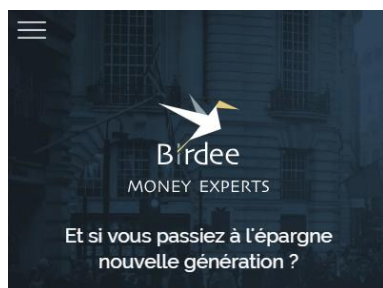 Birdee
MONEY EXPERTS
Et si vous passiez à l'épargne
nouvelle génération ?